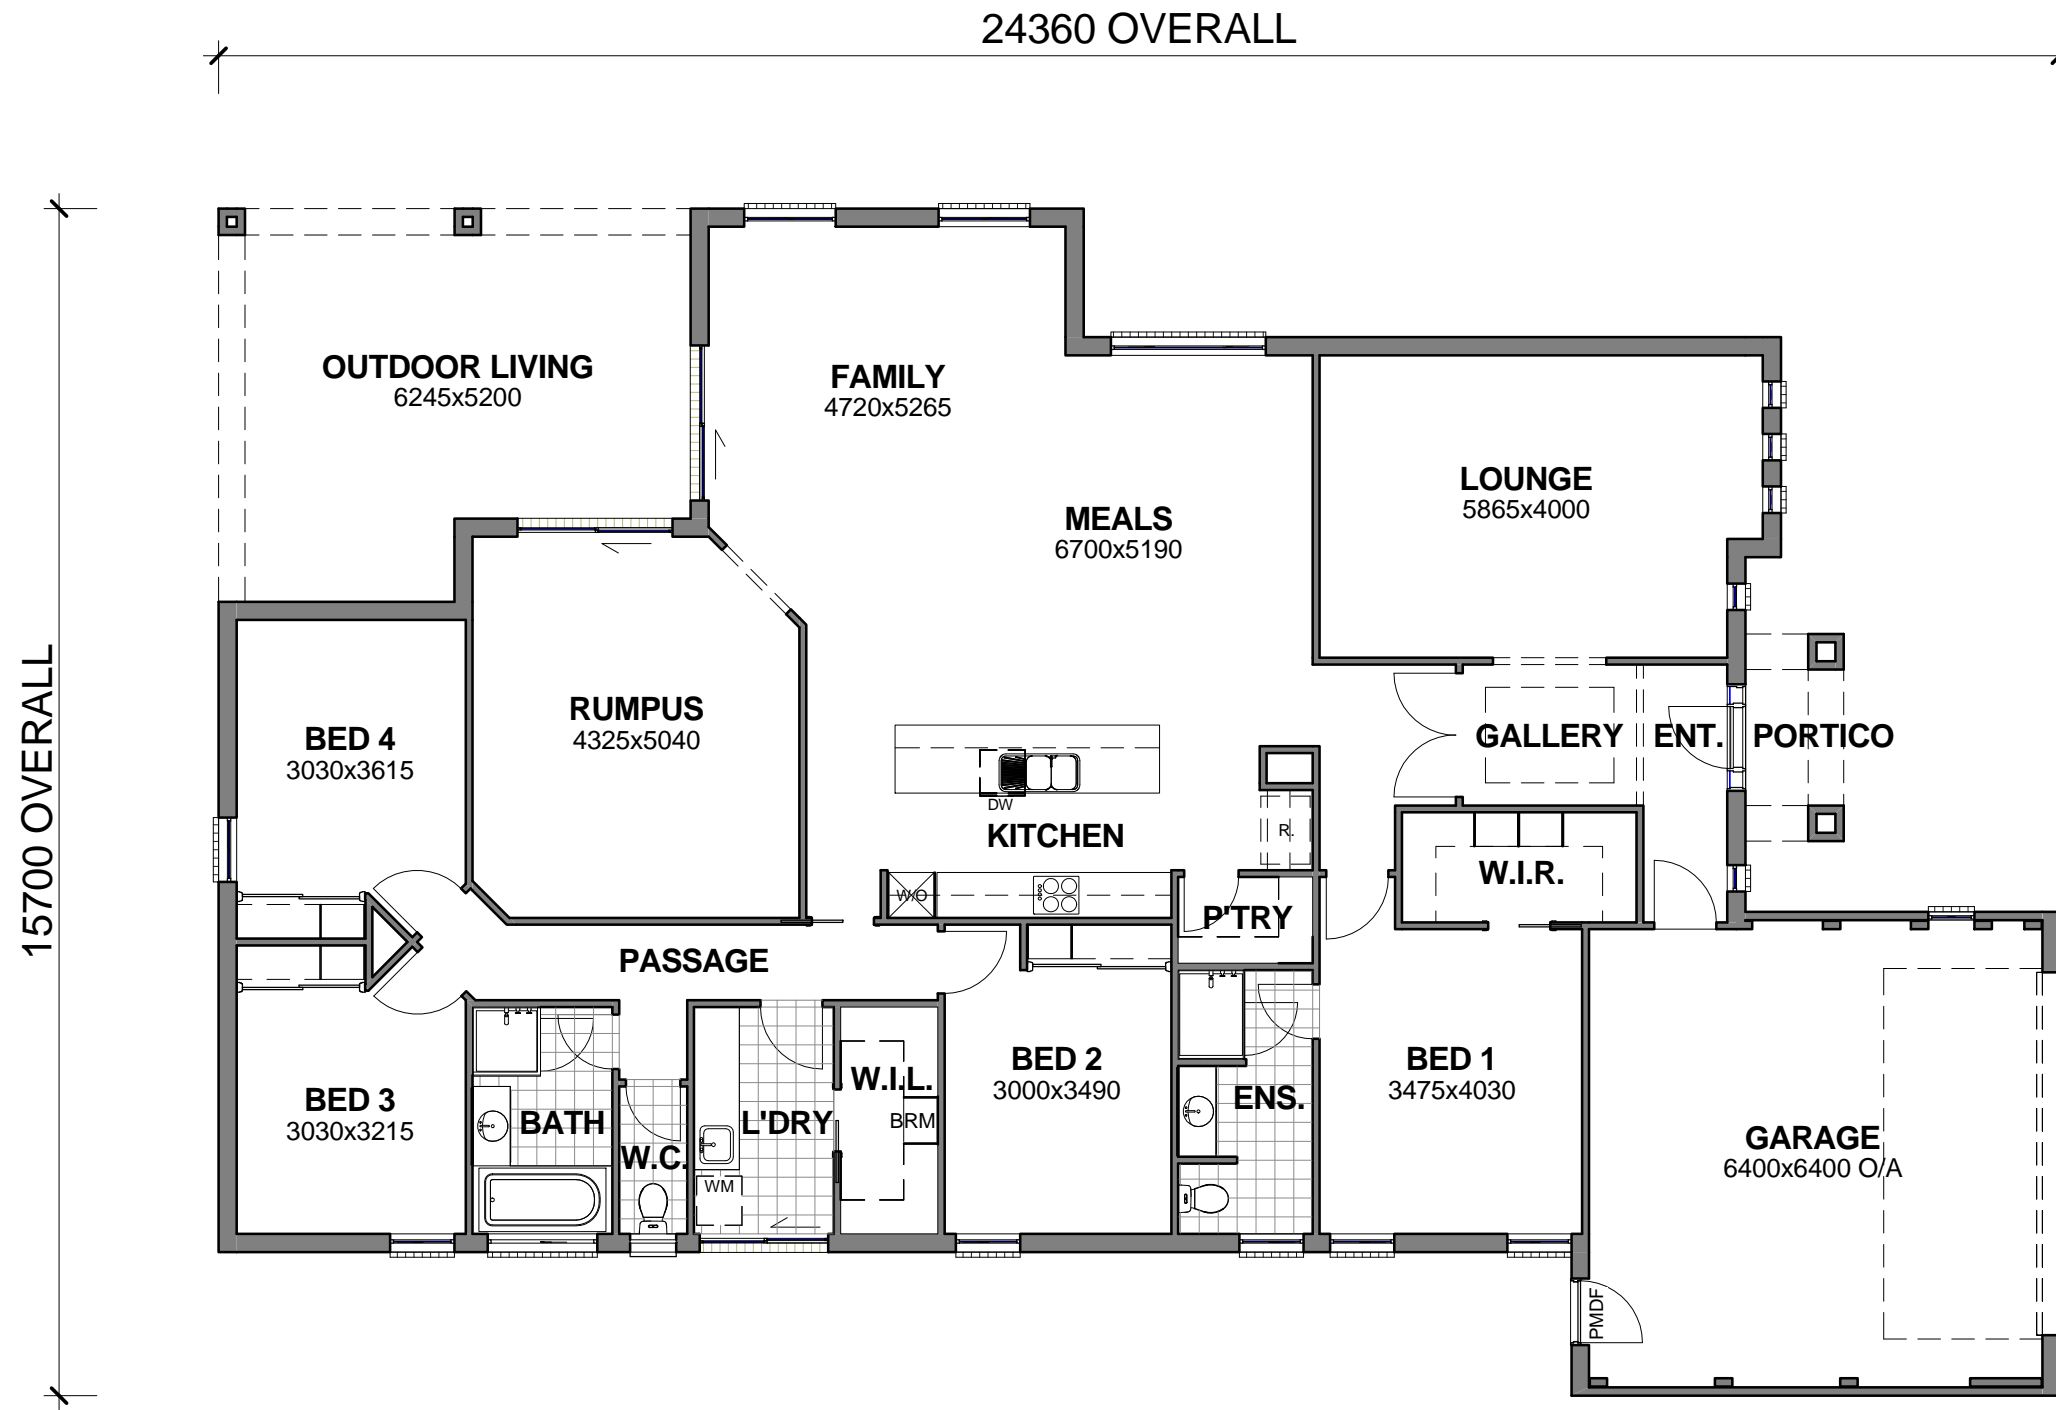 24360 OVERALL
15700 OVERALL
OUTDOOR LIVING
6245x5200
FAMILY
4720x5265
LOUNGE
5865x4000
MEALS
6700x5190
RUMPUS
4325x5040
BED 4
3030x3615
GALLERY
ENT.
PORTICO
DW
KITCHEN
R.
W.I.R.
W/O
P'TRY
PASSAGE
BED 3
3030x3215
BATH
W.C.
L'DRY
WM
W.I.L.
BRM
BED 2
3000x3490
ENS.
BED 1
3475x4030
GARAGE
6400x6400 O/A
PMDF